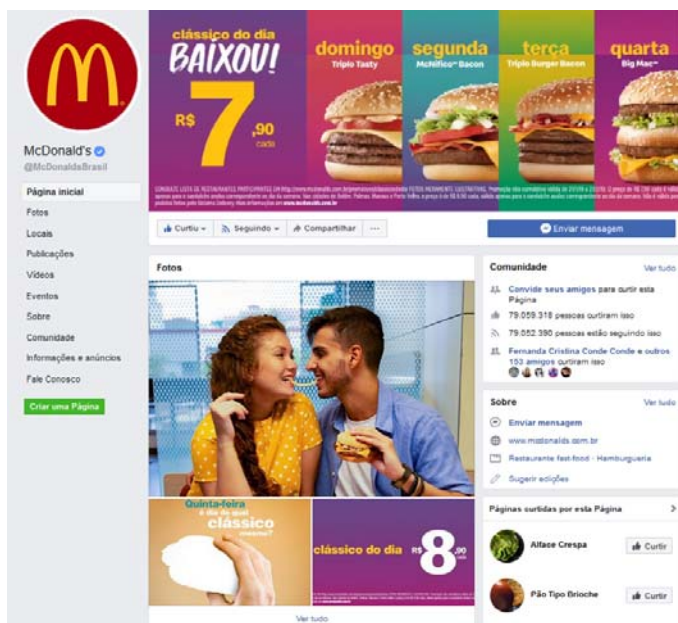 clássico do dia
BAIXOU!
R$ 7,90
cada
domingo
Triplo Tasty
segunda
McNífico Bacon
terça
Triplo Burger Bacon
quarta
Big Mac
McDonald's
@McDonaldsBrasil
Página inicial
Fotos
Locais
Publicações
Vídeos
Eventos
Sobre
Comunidade
Informações e anúncios
Fale Conosco
Criar uma Página
Curtiu
Seguindo
Compartilhar
...
Enviar mensagem
Fotos
Quinta-feira
é dia de qual
clássico
mesmo?
clássico do dia
R$ 8,90
cada
Ver tudo
Comunidade
Ver tudo
Convide seus amigos para curtir esta
Página
79.059.318 pessoas curtiram isso
79.052.390 pessoas estão seguindo isso
Fernanda Cristina Conde Conde e outros
153 amigos curtiram isso
Sobre
Ver tudo
Enviar mensagem
www.mcdonalds.com.br
Restaurante fast-food · Hamburgueria
Sugerir edições
Páginas curtidas por esta Página
Alface Crespa
Curtir
Pão Tipo Brioche
Curtir